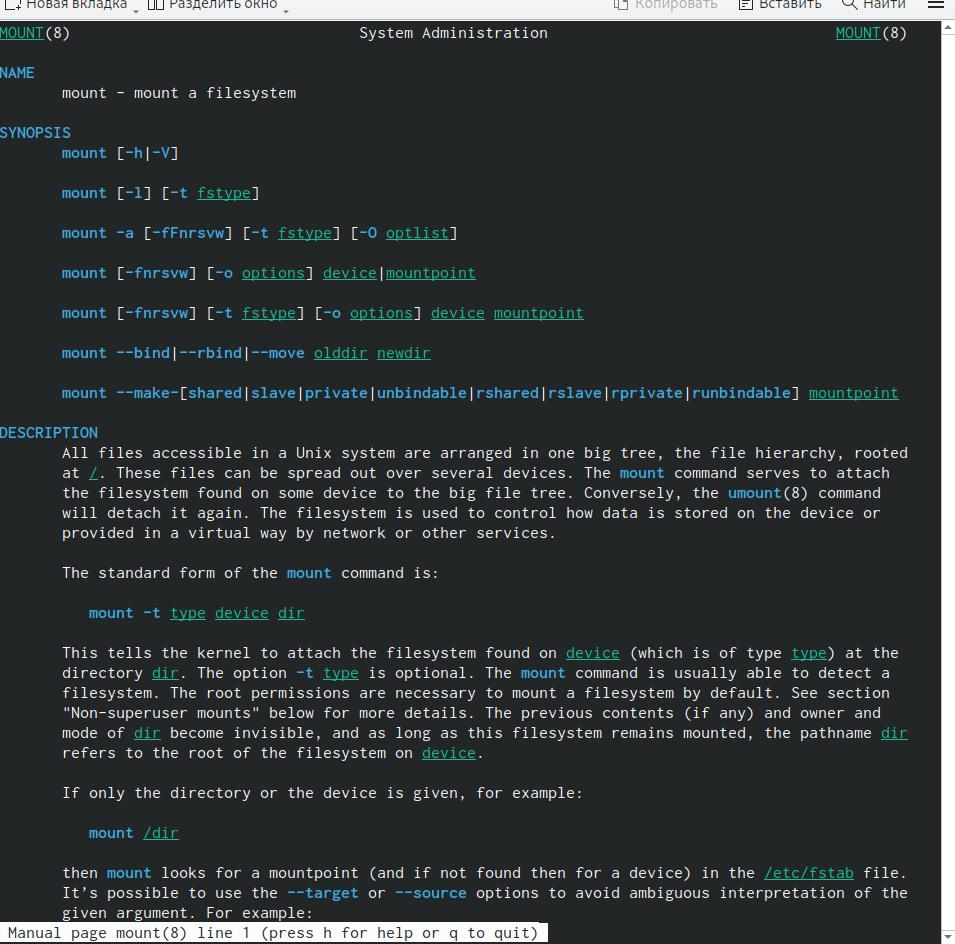 Новая вкладка Разделить окно Копировать Вставить Найти
MOUNT(8) System Administration MOUNT(8)
NAME
mount - mount a filesystem
SYNOPSIS
mount [-h|-V]
mount [-l] [-t fstype]
mount -a [-fFnrsvw] [-t fstype] [-O optlist]
mount [-fnrsvw] [-o options] device|mountpoint
mount [-fnrsvw] [-t fstype] [-o options] device mountpoint
mount --bind|--rbind|--move olddir newdir
mount --make-[shared|slave|private|unbindable|rshared|rslave|rprivate|runbindable] mountpoint
DESCRIPTION
All files accessible in a Unix system are arranged in one big tree, the file hierarchy, rooted
at /. These files can be spread out over several devices. The mount command serves to attach
the filesystem found on some device to the big file tree. Conversely, the umount(8) command
will detach it again. The filesystem is used to control how data is stored on the device or
provided in a virtual way by network or other services.
The standard form of the mount command is:
mount -t type device dir
This tells the kernel to attach the filesystem found on device (which is of type type) at the
directory dir. The option -t type is optional. The mount command is usually able to detect a
filesystem. The root permissions are necessary to mount a filesystem by default. See section
"Non-superuser mounts" below for more details. The previous contents (if any) and owner and
mode of dir become invisible, and as long as this filesystem remains mounted, the pathname dir
refers to the root of the filesystem on device.
If only the directory or the device is given, for example:
mount /dir
then mount looks for a mountpoint (and if not found then for a device) in the /etc/fstab file.
It’s possible to use the --target or --source options to avoid ambiguous interpretation of the
given argument. For example:
Manual page mount(8) line 1 (press h for help or q to quit)